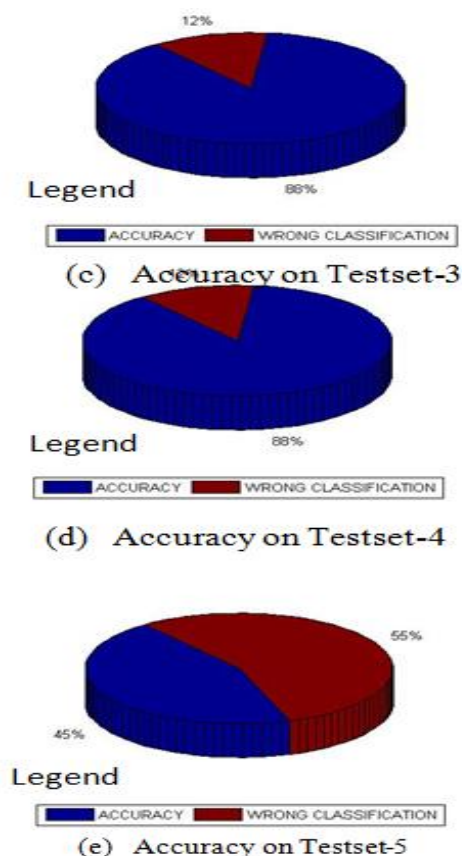 12%
88%
Legend
ACCURACY WRONG CLASSIFICATION
(c) Accuracy on Testset-3
88%
Legend
ACCURACY WRONG CLASSIFICATION
(d) Accuracy on Testset-4
55%
45%
Legend
ACCURACY WRONG CLASSIFICATION
(e) Accuracy on Testset-5